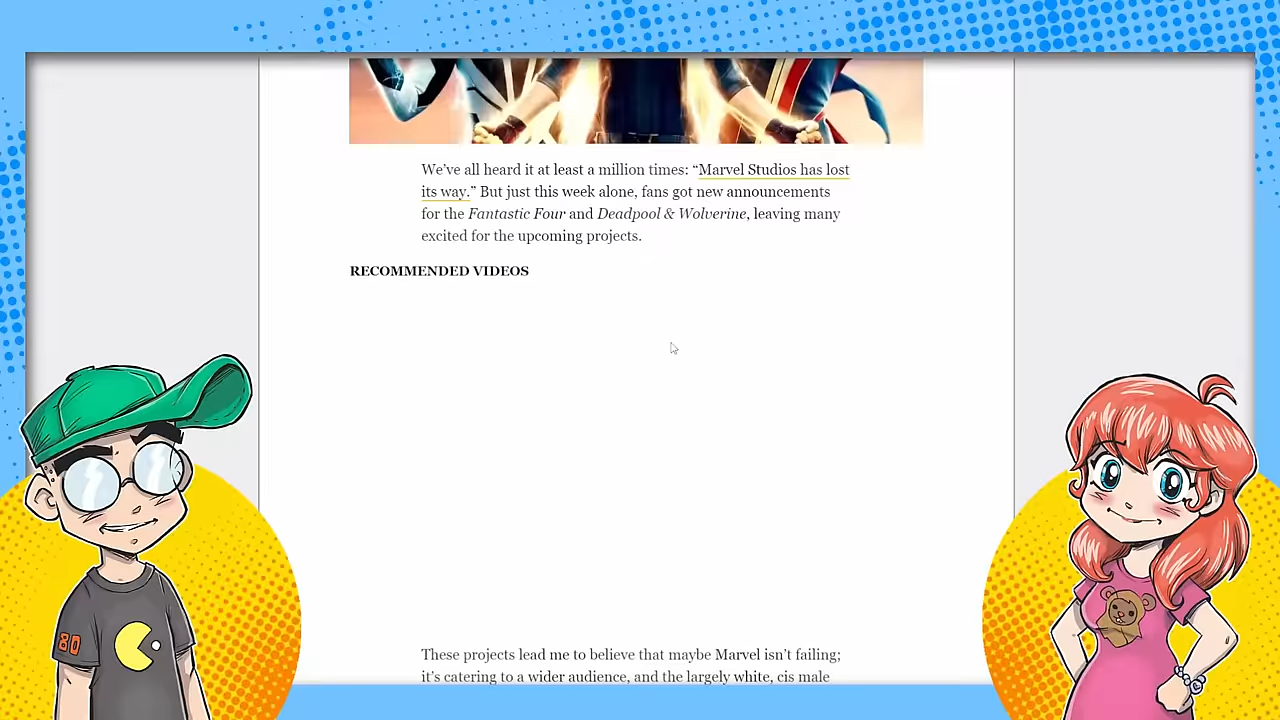 We’ve all heard it at least a million times: “Marvel Studios has lost
its way.” But just this week alone, fans got new announcements
for the Fantastic Four and Deadpool & Wolverine, leaving many
excited for the upcoming projects.
RECOMMENDED VIDEOS
80
These projects lead me to believe that maybe Marvel isn’t failing;
it’s catering to a wider audience, and the largely white, cis male